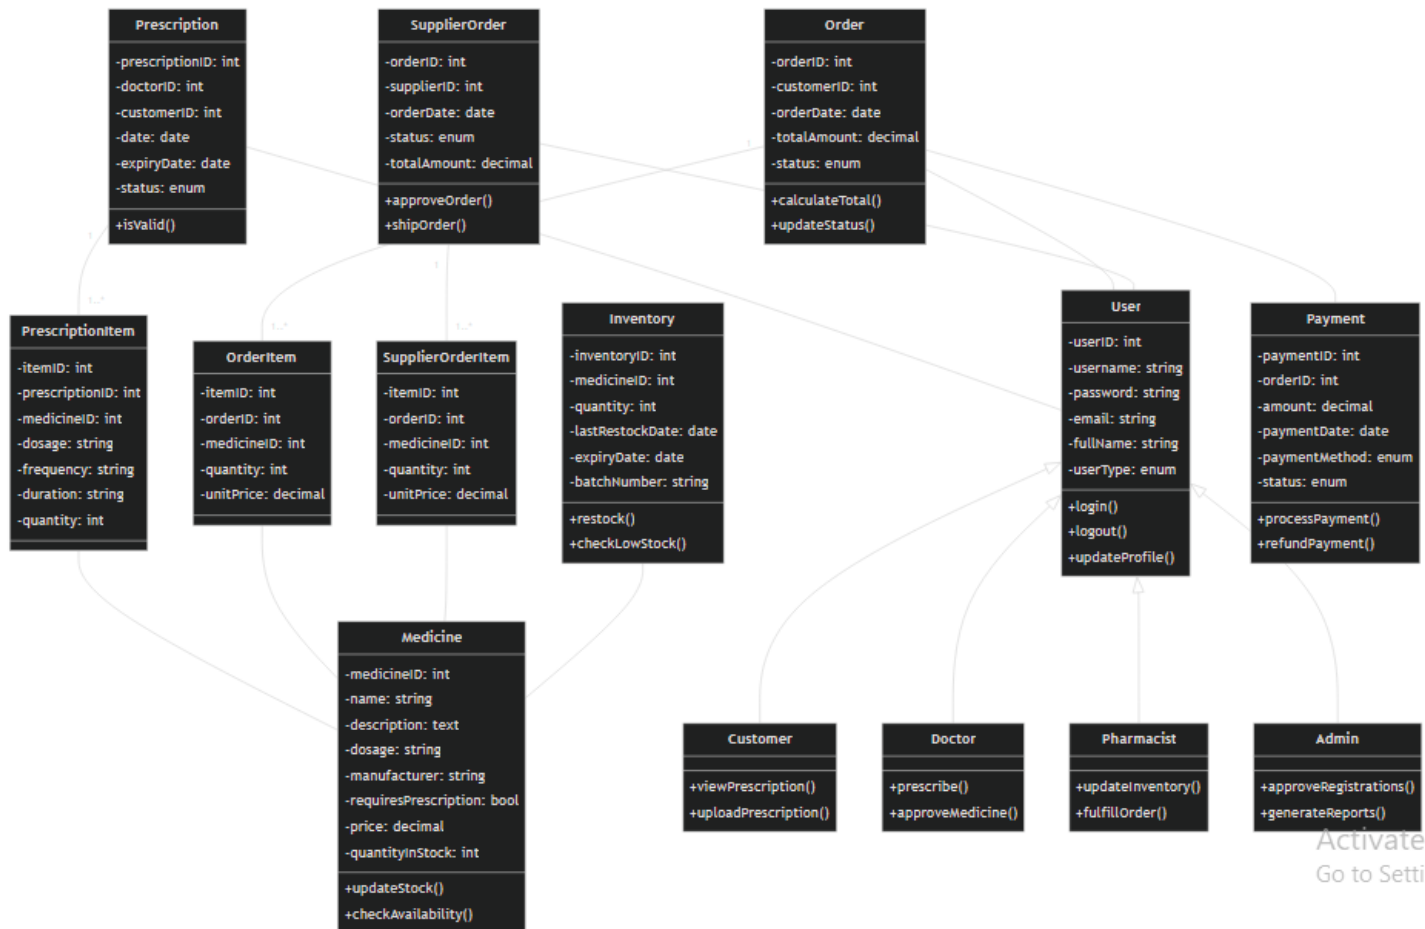 Prescription
-prescriptionID: int
-doctorID: int
-customerID: int
-date: date
-expiryDate: date
-status: enum
+isValid()
SupplierOrder
-orderID: int
-supplierID: int
-orderDate: date
-status: enum
-totalAmount: decimal
+approveOrder()
+shipOrder()
Order
-orderID: int
-customerID: int
-orderDate: date
-totalAmount: decimal
-status: enum
+calculateTotal()
+updateStatus()
1
1
1
1..*
1..*
1..*
PrescriptionItem
-itemID: int
-prescriptionID: int
-medicineID: int
-dosage: string
-frequency: string
-duration: string
-quantity: int
OrderItem
-itemID: int
-orderID: int
-medicineID: int
-quantity: int
-unitPrice: decimal
SupplierOrderItem
-itemID: int
-orderID: int
-medicineID: int
-quantity: int
-unitPrice: decimal
Inventory
-inventoryID: int
-medicineID: int
-quantity: int
-lastRestockDate: date
-expiryDate: date
-batchNumber: string
+restock()
+checkLowStock()
User
-userID: int
-username: string
-password: string
-email: string
-fullName: string
-userType: enum
+login()
+logout()
+updateProfile()
Payment
-paymentID: int
-orderID: int
-amount: decimal
-paymentDate: date
-paymentMethod: enum
-status: enum
+processPayment()
+refundPayment()
Medicine
-medicineID: int
-name: string
-description: text
-dosage: string
-manufacturer: string
-requiresPrescription: bool
-price: decimal
-quantityInStock: int
+updateStock()
+checkAvailability()
Customer
+viewPrescription()
+uploadPrescription()
Doctor
+prescribe()
+approveMedicine()
Pharmacist
+updateInventory()
+fulfillOrder()
Admin
+approveRegistrations()
+generateReports()
Activate
Go to Setti